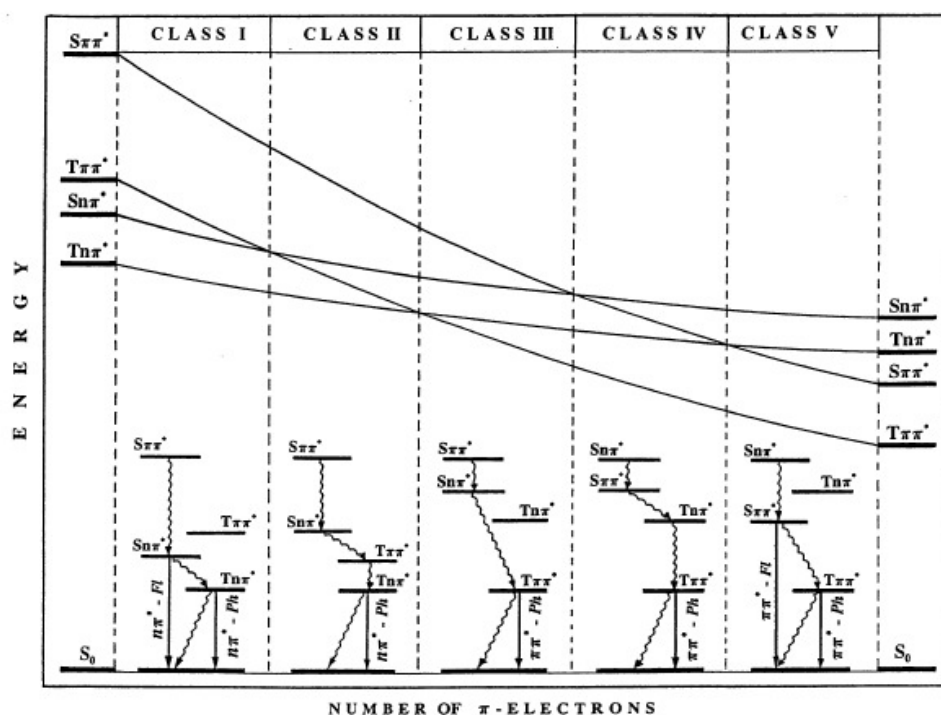 CLASS I CLASS II CLASS III CLASS IV CLASS V
Sππ*
Tππ*
Snπ*
Tnπ*
Snπ*
Tnπ*
Sππ*
Tππ*
ENERGY
Sππ*
Tππ*
Snπ*
Tnπ*
nπ* - Fl
nπ* - Ph
Sππ*
Snπ*
Tππ*
Tnπ*
nπ* - Ph
Sππ*
Snπ*
Tnπ*
Tππ*
ππ* - Ph
Snπ*
Sππ*
Tnπ*
Tππ*
ππ* - Ph
Snπ*
Tnπ*
Sππ*
Tππ*
ππ* - Fl
ππ* - Ph
S₀
S₀
NUMBER OF π-ELECTRONS